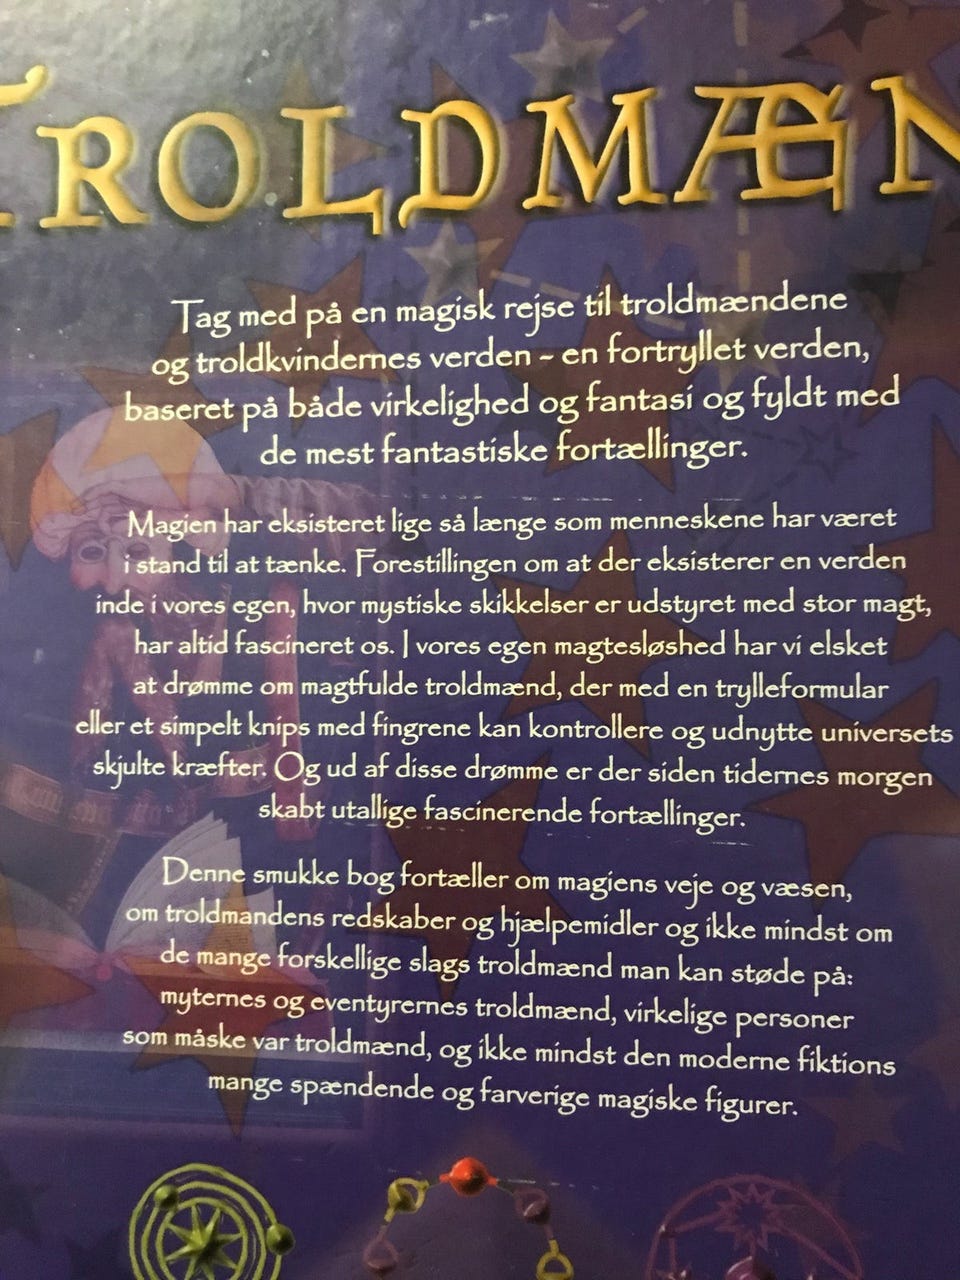 TROLDMÆN
Tag med på en magisk rejse til troldmændene
og troldkvindernes verden - en fortryllet verden,
baseret på både virkelighed og fantasi og fyldt med
de mest fantastiske fortællinger.
Magien har eksisteret lige så længe som menneskene har været
i stand til at tænke. Forestillingen om at der eksisterer en verden
inde i vores egen, hvor mystiske skikkelser er udstyret med stor magt,
har altid fascineret os. I vores egen magtesløshed har vi elsket
at drømme om magtfulde troldmænd, der med en trylleformular
eller et simpelt knips med fingrene kan kontrollere og udnytte universets
skjulte kræfter. Og ud af disse drømme er der siden tidernes morgen
skabt utallige fascinerende fortællinger.
Denne smukke bog fortæller om magiens veje og væsen,
om troldmandens redskaber og hjælpemidler og ikke mindst om
de mange forskellige slags troldmænd man kan støde på:
myternes og eventyrernes troldmænd, virkelige personer
som måske var troldmænd, og ikke mindst den moderne fiktions
mange spændende og farverige magiske figurer.